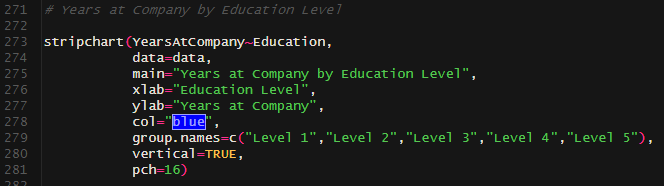 271 # Years at Company by Education Level
272
273 stripchart(YearsAtCompany~Education,
274 data=data,
275 main="Years at Company by Education Level",
276 xlab="Education Level",
277 ylab="Years at Company",
278 col="blue",
279 group.names=c("Level 1","Level 2","Level 3","Level 4","Level 5"),
280 vertical=TRUE,
281 pch=16)